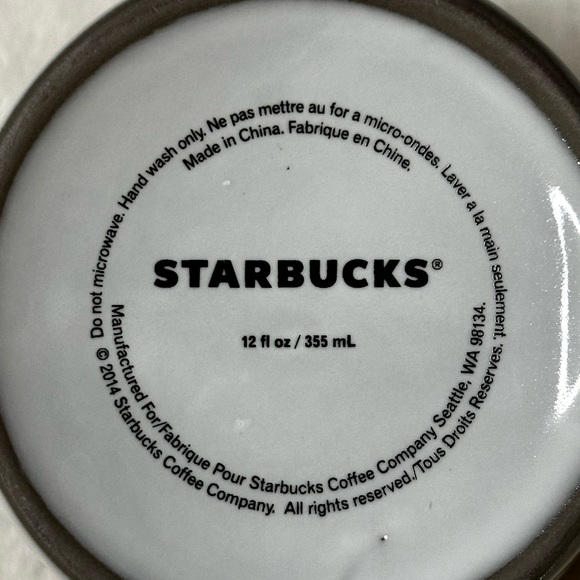 Do not microwave. Hand wash only. Ne pas mettre au for a micro-ondes. Laver a la main seulement.
Made in China. Fabrique en Chine.
STARBUCKS®
12 fl oz / 355 mL
Manufactured For/Fabrique Pour Starbucks Coffee Company Seattle, WA 98134.
© 2014 Starbucks Coffee Company. All rights reserved./Tous Droits Reserves.